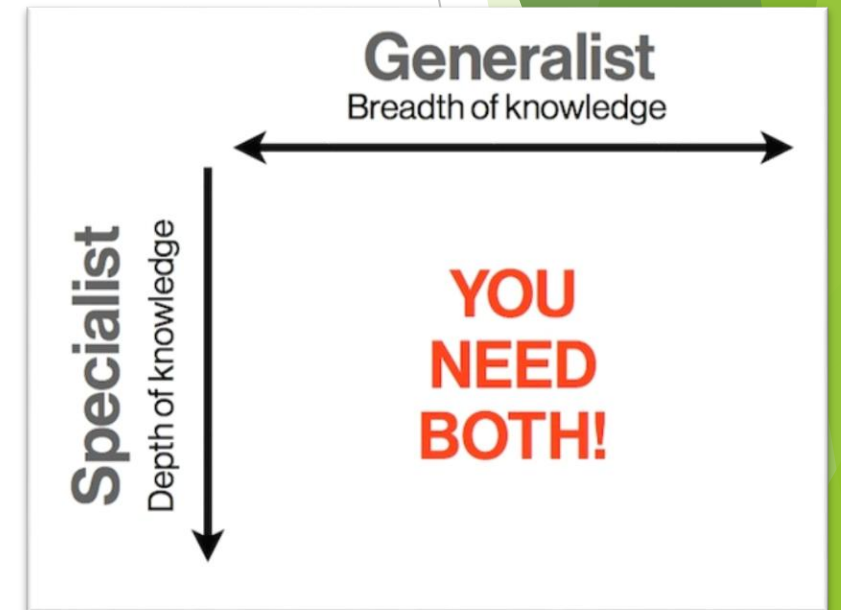 Generalist
Breadth of knowledge
Specialist
Depth of knowledge
YOU
NEED
BOTH!